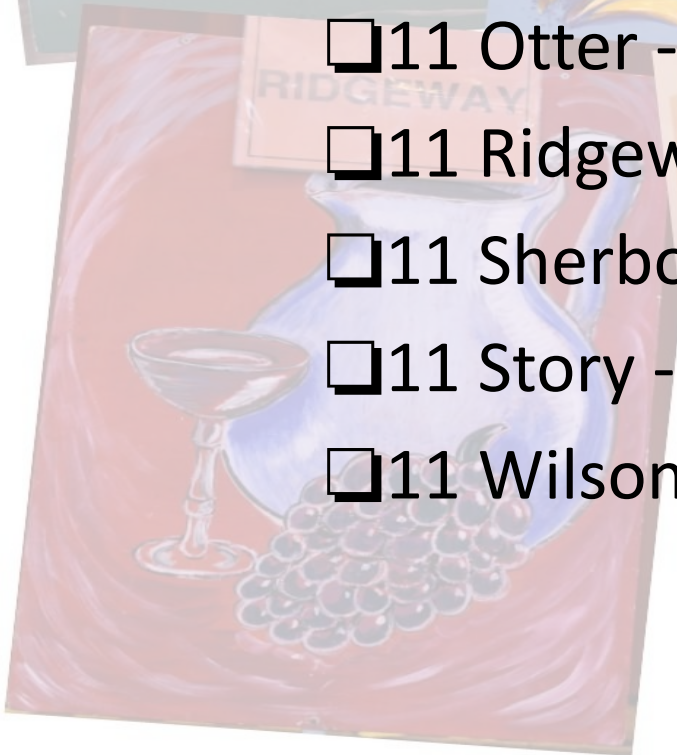 ❑11 Otter -
RIDGEWAY
❑11 Ridgew
❑11 Sherbo
❑11 Story -
❑11 Wilson